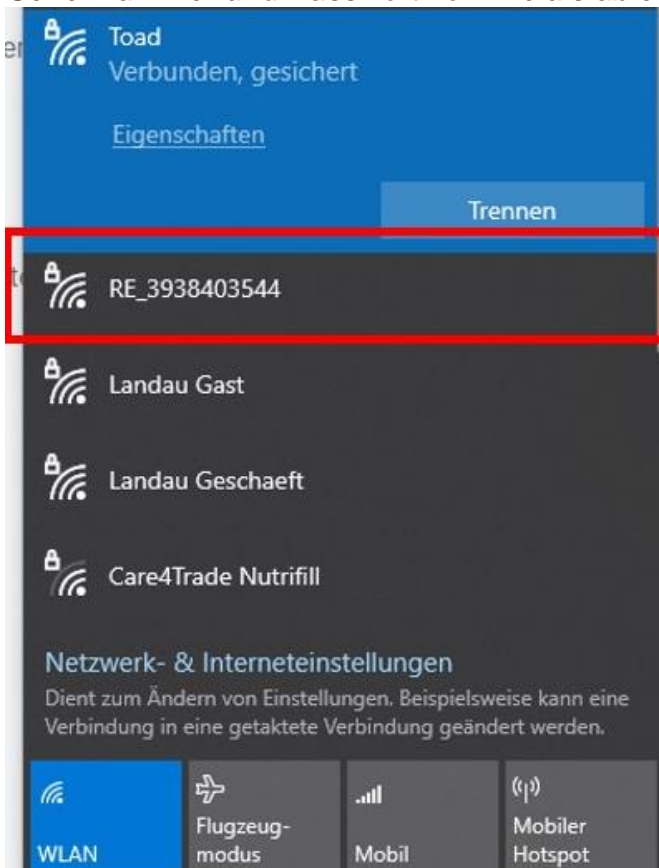 Toad
Verbunden, gesichert
Eigenschaften
Trennen
RE_3938403544
Landau Gast
Landau Geschaeft
Care4Trade Nutrifill
Netzwerk- & Interneteinstellungen
Dient zum Ändern von Einstellungen. Beispielsweise kann eine
Verbindung in eine getaktete Verbindung geändert werden.
WLAN
Flugzeug-
modus
Mobil
Mobiler
Hotspot